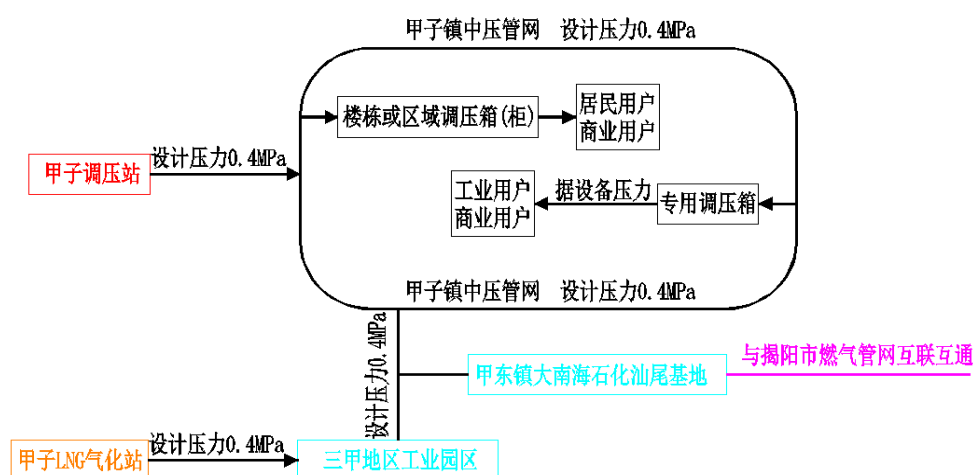 甲子镇中压管网 设计压力0.4MPa
楼栋或区域调压箱(柜)
居民用户
商业用户
设计压力0.4MPa
甲子调压站
工业用户
商业用户
据设备压力
专用调压箱
甲子镇中压管网 设计压力0.4MPa
设计压力0.4MPa
与揭阳市燃气管网互联互通
甲东镇大南海石化汕尾基地
设计压力0.4MPa
甲子LNG气化站
三甲地区工业园区